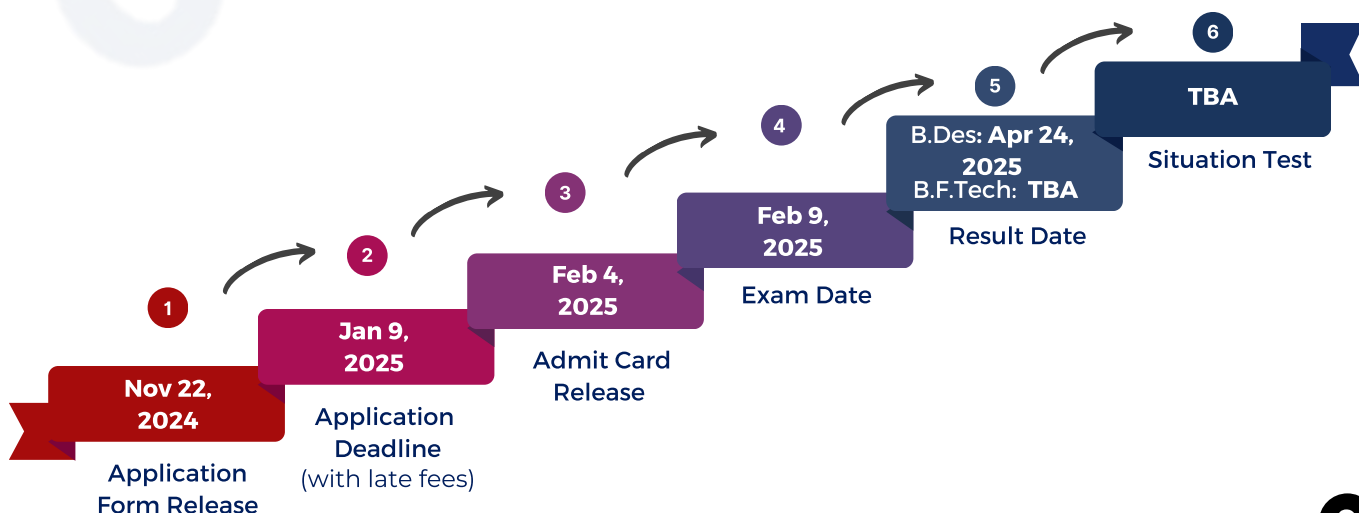 1
Nov 22,
2024
Application
Form Release
2
Jan 9,
2025
Application
Deadline
(with late fees)
3
Feb 4,
2025
Admit Card
Release
4
Feb 9,
2025
Exam Date
5
B.Des: Apr 24,
2025
B.F.Tech: TBA
Result Date
6
TBA
Situation Test